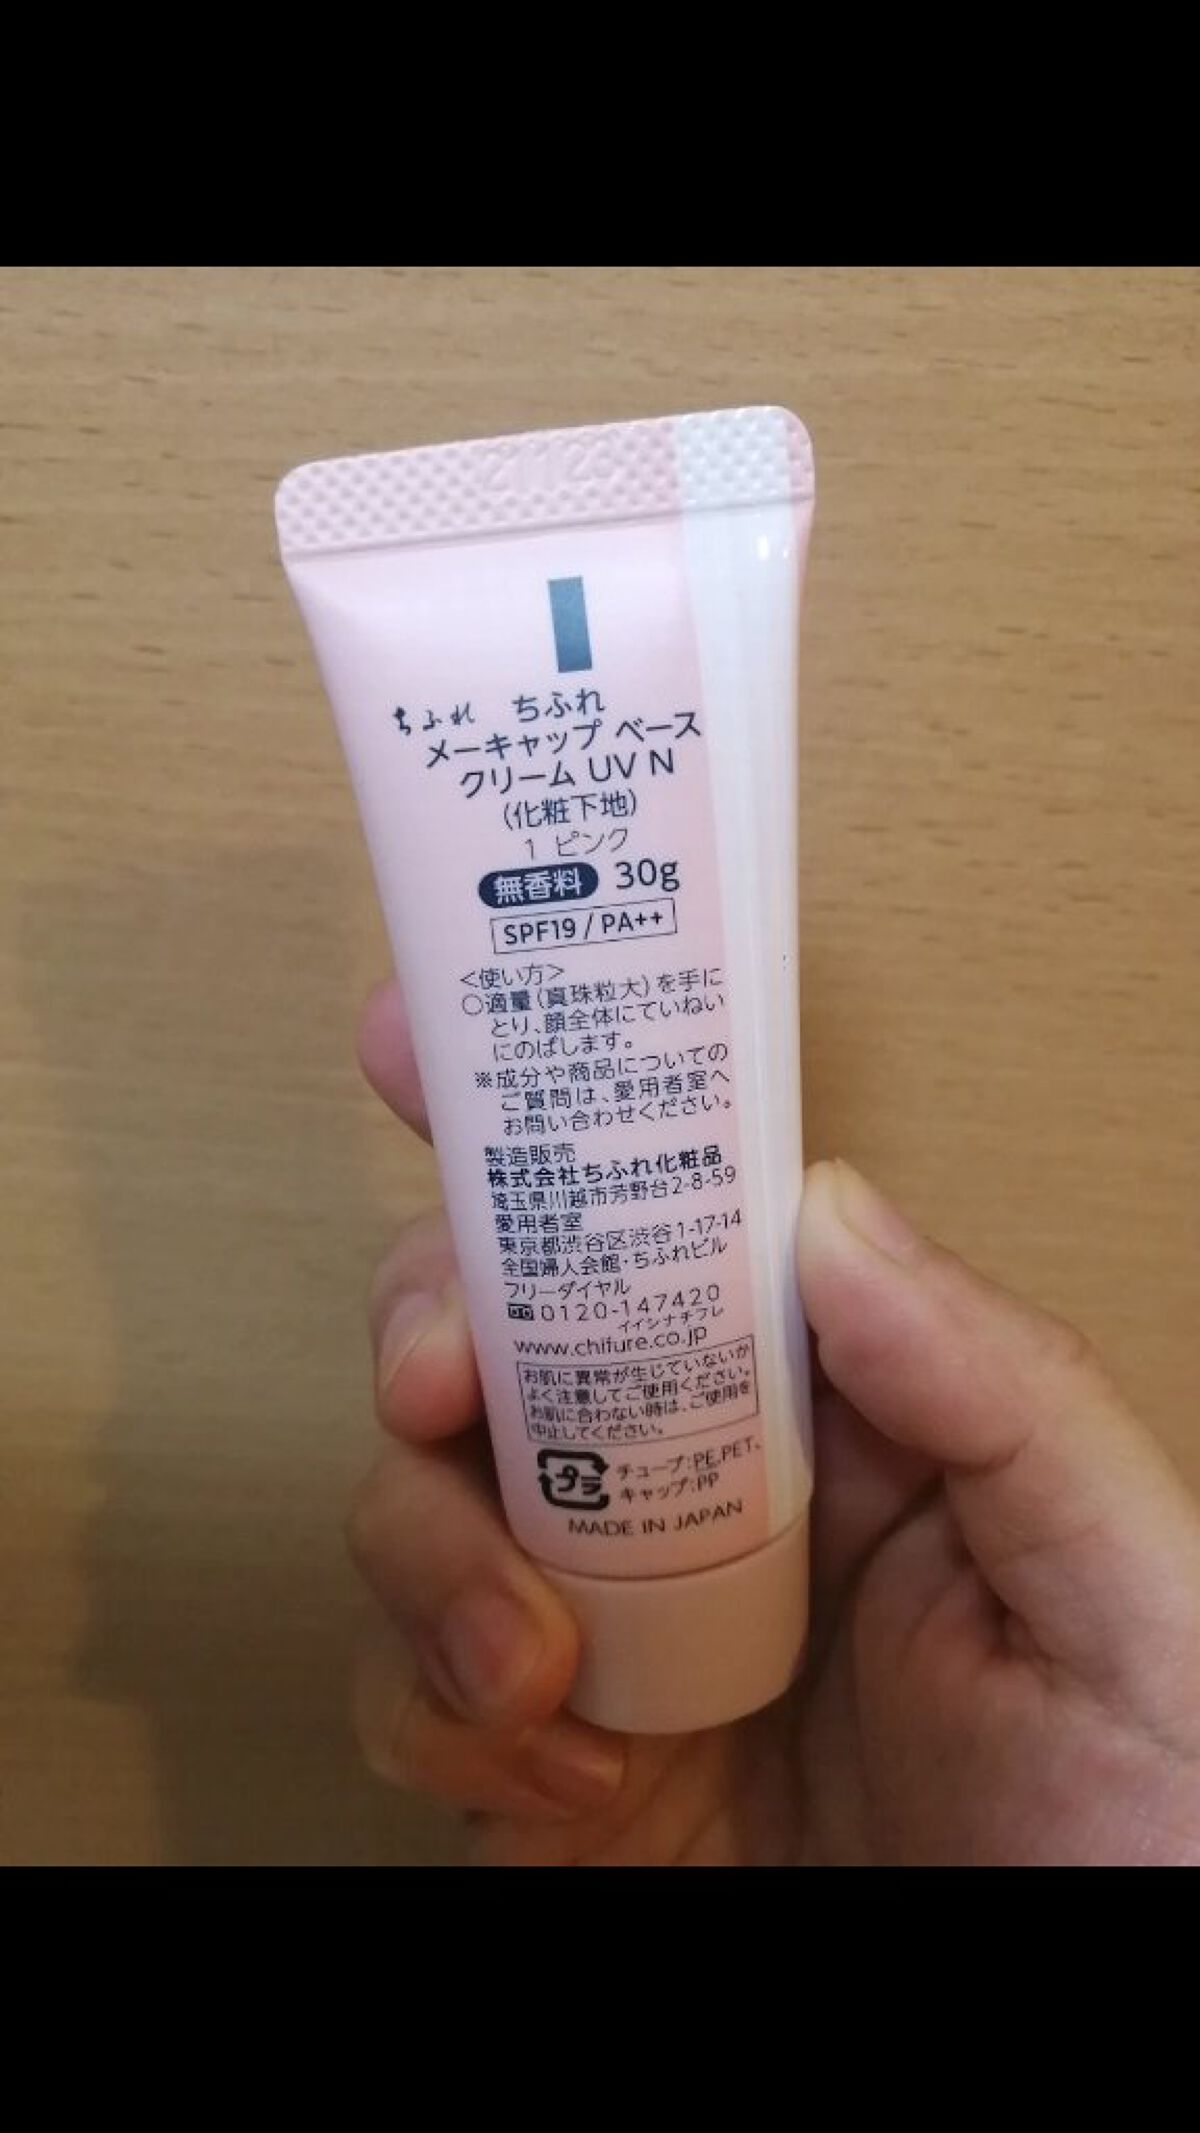 ちふれ ちふれ
メーキャップ ベース
クリーム UV N
(化粧下地)
1 ピンク
無香料 30g
SPF19 / PA++
<使い方>
○適量(真珠粒大)を手に
とり、顔全体にていねい
にのばします。
※成分や商品についての
ご質問は、愛用者室へ
お問い合わせください。
製造販売
株式会社ちふれ化粧品
埼玉県川越市芳野台2-8-59
愛用者室
東京都渋谷区渋谷1-17-14
全国婦人会館・ちふれビル
フリーダイヤル
0120-147420
イイシナチフレ
www.chifure.co.jp
お肌に異常が生じていないか
よく注意してご使用ください。
お肌に合わない時は、ご使用を
中止してください。
プラ チューブ:PE,PET、
キャップ:PP
MADE IN JAPAN